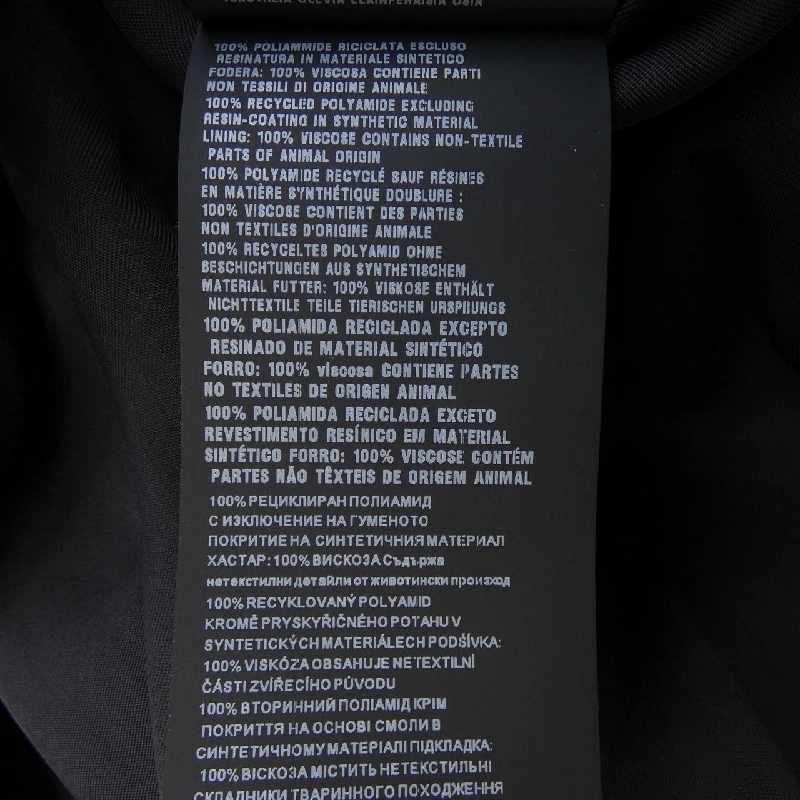 100% POLIAMMIDE RICICLATA ESCLUSO
RESINATURA IN MATERIALE SINTETICO
FODERA: 100% VISCOSA CONTIENE PARTI
NON TESSILI DI ORIGINE ANIMALE
100% RECYCLED POLYAMIDE EXCLUDING
RESIN-COATING IN SYNTHETIC MATERIAL
LINING: 100% VISCOSE CONTAINS NON-TEXTILE
PARTS OF ANIMAL ORIGIN
100% POLYAMIDE RECYCLÉ SAUF RÉSINES
EN MATIÈRE SYNTHÉTIQUE DOUBLURE :
100% VISCOSE CONTIENT DES PARTIES
NON TEXTILES D'ORIGINE ANIMALE
100% RECYCELTES POLYAMID OHNE
BESCHICHTUNGEN AUS SYNTHETISCHEM
MATERIAL FUTTER: 100% VISKOSE ENTHÄLT
NICHTTEXTILE TEILE TIERISCHEN URSPRUNGS
100% POLIAMIDA RECICLADA EXCEPTO
RESINADO DE MATERIAL SINTÉTICO
FORRO: 100% viscosa CONTIENE PARTES
NO TEXTILES DE ORIGEN ANIMAL
100% POLIAMIDA RECICLADA EXCETO
REVESTIMENTO RESÍNICO EM MATERIAL
SINTÉTICO FORRO: 100% VISCOSE CONTÉM
PARTES NÃO TÊXTEIS DE ORIGEM ANIMAL
100% РЕЦИКЛИРАН ПОЛИАМИД
С ИЗКЛЮЧЕНИЕ НА ГУМЕНОТО
ПОКРИТИЕ НА СИНТЕТИЧНИЯ МАТЕРИАЛ
ХАСТАР: 100% ВИСКОЗА Съдържа
нетекстилни детайли от животински произход
100% RECYKLOVANÝ POLYAMID
KROMĚ PRYSKYŘIČNÉHO POTAHU V
SYNTETICKÝCH MATERIÁLECH PODŠÍVKA:
100% VISKÓZA OBSAHUJE NETEXTILNÍ
ČÁSTI ZVÍŘECÍHO PŮVODU
100% ВТОРИННИЙ ПОЛІАМІД КРІМ
ПОКРИТТЯ НА ОСНОВІ СМОЛИ В
СИНТЕТИЧНОМУ МАТЕРІАЛІ ПІДКЛАДКА:
100% ВІСКОЗА МІСТИТЬ НЕТЕКСТИЛЬНІ
СКЛАДНИКИ ТВАРИННОГО ПОХОДЖЕННЯ